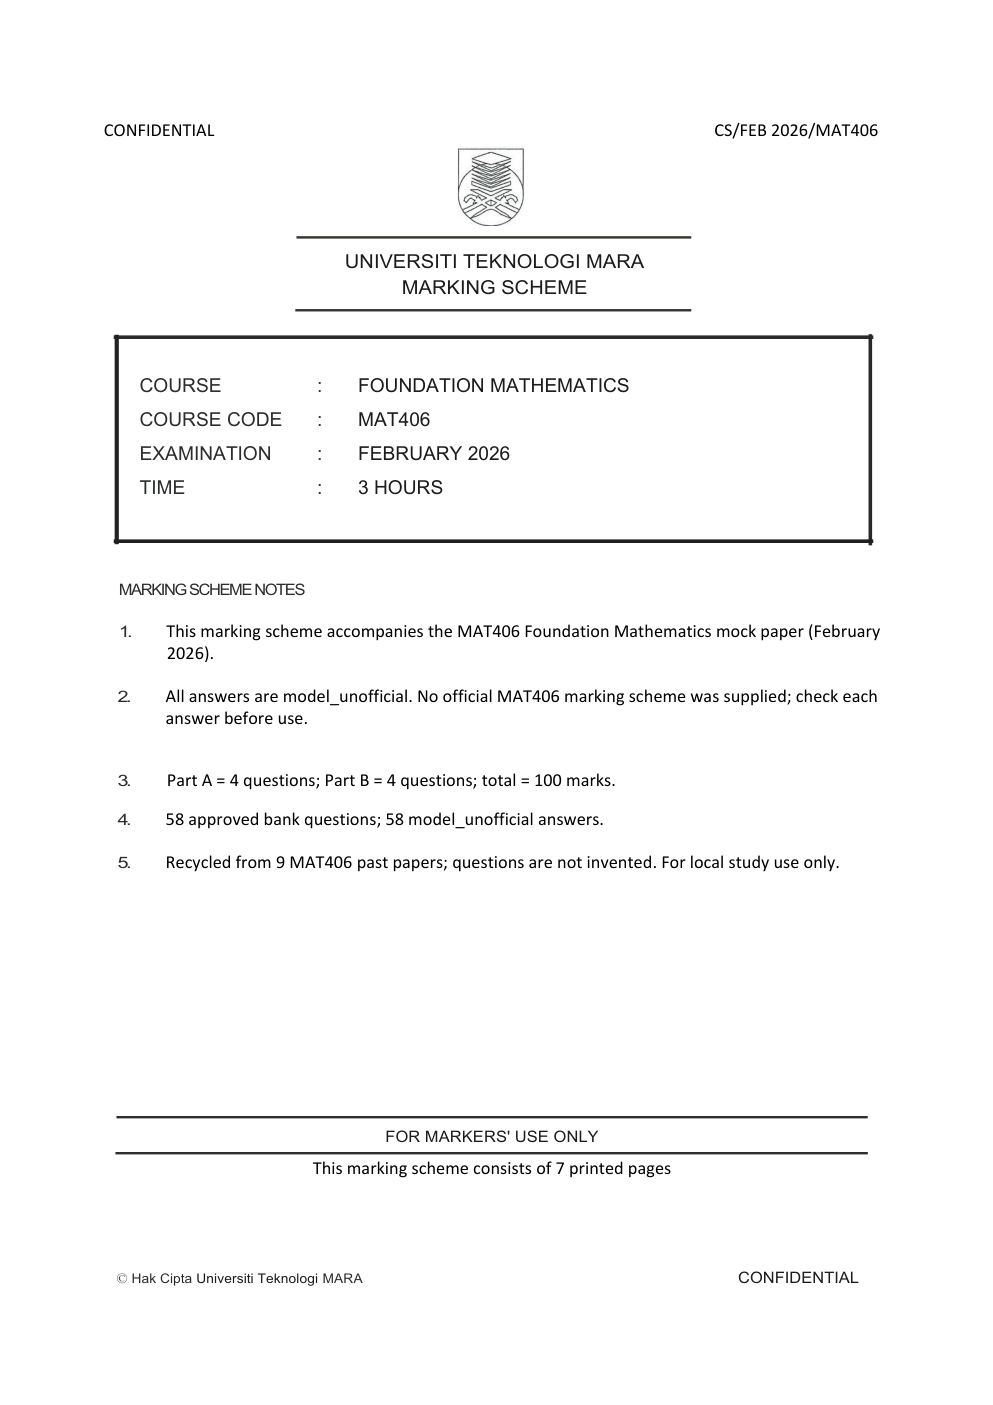 CONFIDENTIAL CS/FEB 2026/MAT406
UNIVERSITI TEKNOLOGI MARA
MARKING SCHEME
COURSE : FOUNDATION MATHEMATICS
COURSE CODE : MAT406
EXAMINATION : FEBRUARY 2026
TIME : 3 HOURS
MARKING SCHEME NOTES
1. This marking scheme accompanies the MAT406 Foundation Mathematics mock paper (February
2026).
2. All answers are model_unofficial. No official MAT406 marking scheme was supplied; check each
answer before use.
3. Part A = 4 questions; Part B = 4 questions; total = 100 marks.
4. 58 approved bank questions; 58 model_unofficial answers.
5. Recycled from 9 MAT406 past papers; questions are not invented. For local study use only.
FOR MARKERS' USE ONLY
This marking scheme consists of 7 printed pages
© Hak Cipta Universiti Teknologi MARA CONFIDENTIAL